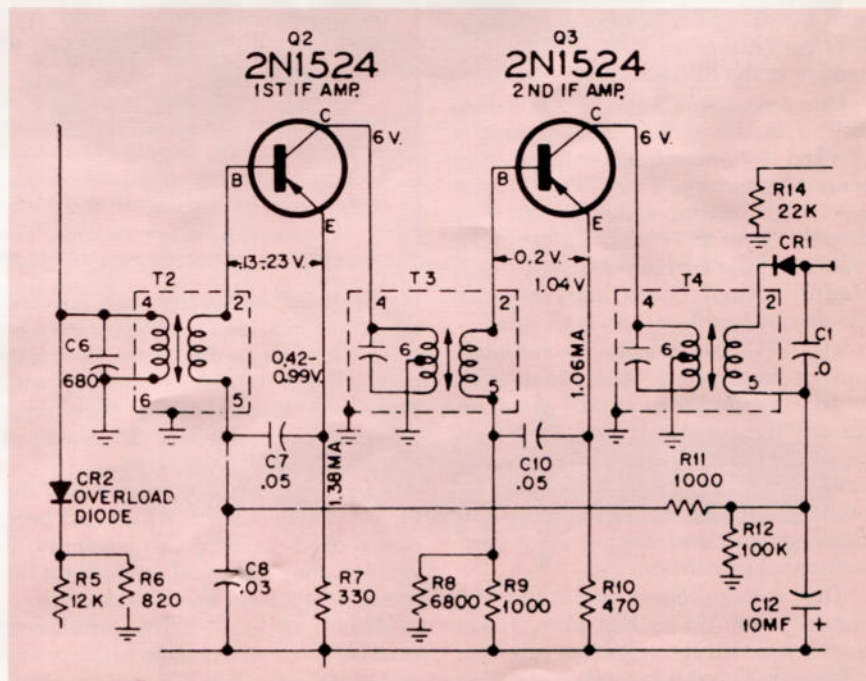 Q2
2N1524
1ST IF AMP.
Q3
2N1524
2ND IF AMP.
C
6 V.
B
E
C
6 V.
B
E
R14
22K
CR1
.13-.23 V.
0.2 V.
1.04V
T2
4
2
6
5
C6
680
0.42-
0.99V.
T3
4
2
6
5
T4
4
2
6
5
C1
.0
1.06MA
C7
.05
1.38MA
C10
.05
R11
1000
CR2
OVERLOAD
DIODE
R12
100K
R5
12K
R6
820
C8
.03
R7
330
R8
6800
R9
1000
R10
470
C12
10MF
+